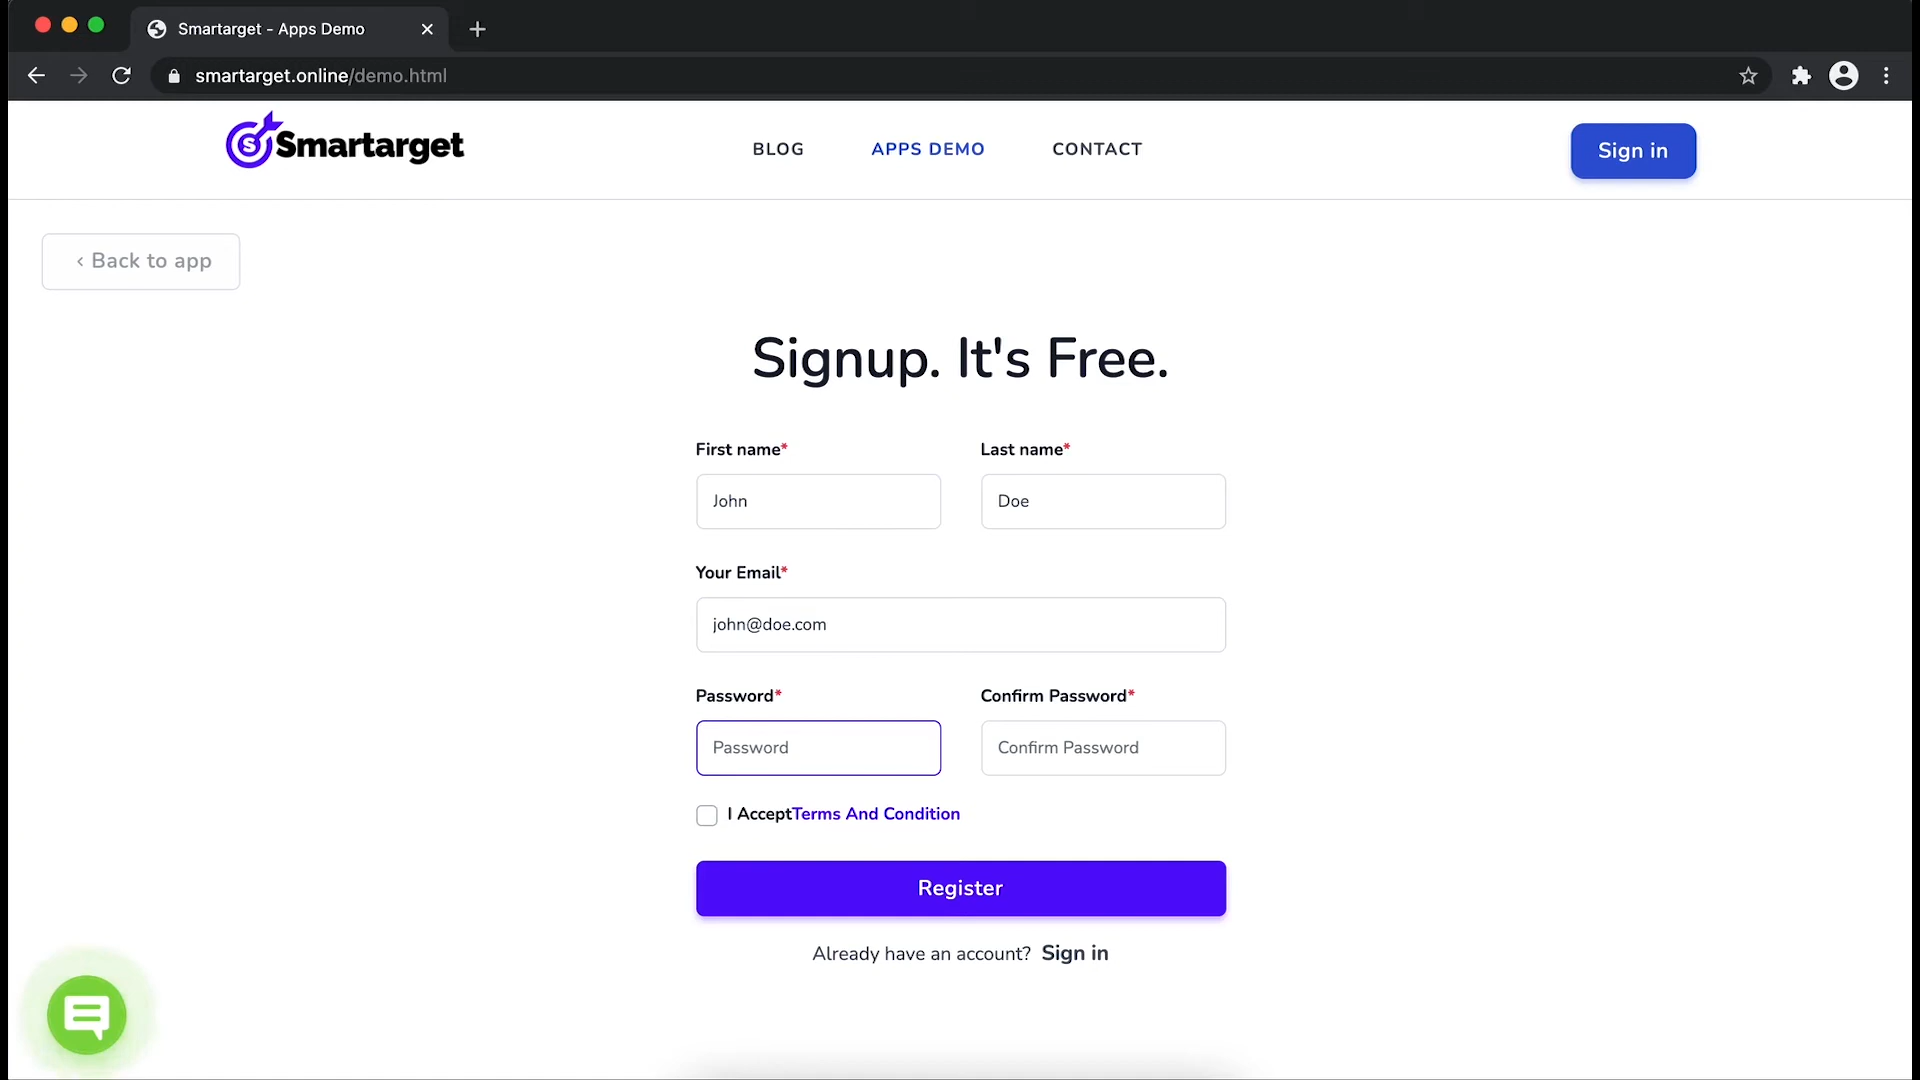 Smartarget - Apps Demo
smartarget.online/demo.html
Smartarget
BLOG
APPS DEMO
CONTACT
Sign in
‹ Back to app
Signup. It's Free.
First name*
Last name*
John
Doe
Your Email*
john@doe.com
Password*
Confirm Password*
Password
Confirm Password
I AcceptTerms And Condition
Register
Already have an account? Sign in